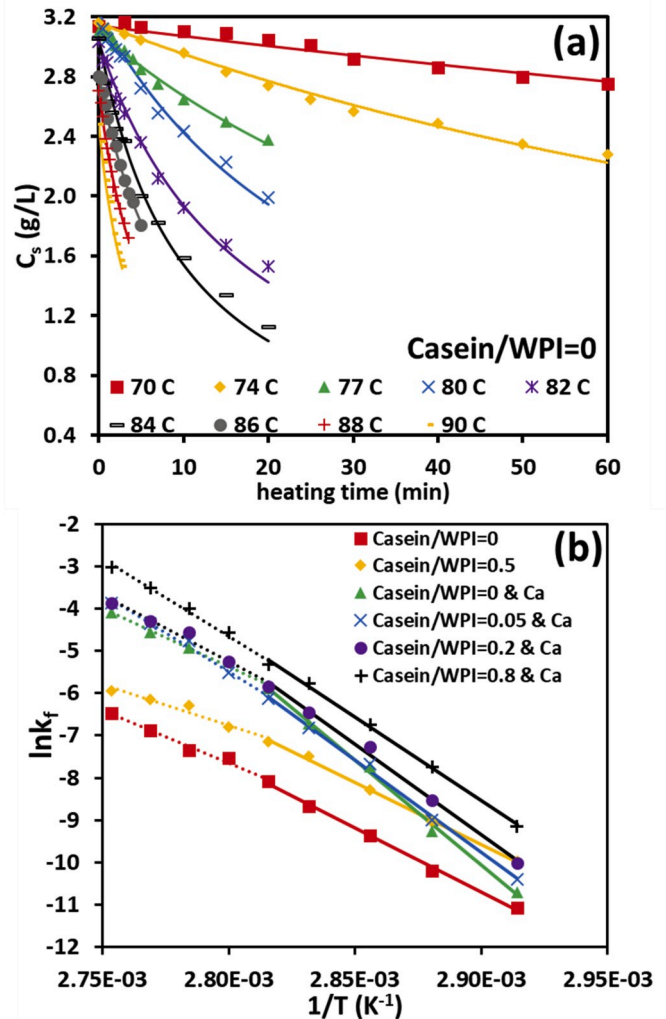 3.2
(a)
2.8
2.4
2.0
Cs (g/L)
1.6
1.2
Casein/WPI=0
0.8
70 C 74 C 77 C 80 C 82 C
84 C 86 C 88 C 90 C
0.4
0 10 20 30 40 50 60
heating time (min)
-2
(b)
Casein/WPI=0
-3
Casein/WPI=0.5
Casein/WPI=0 & Ca
-4
Casein/WPI=0.05 & Ca
-5
Casein/WPI=0.2 & Ca
Casein/WPI=0.8 & Ca
-6
lnkf
-7
-8
-9
-10
-11
-12
2.75E-03 2.80E-03 2.85E-03 2.90E-03 2.95E-03
1/T (K-1)